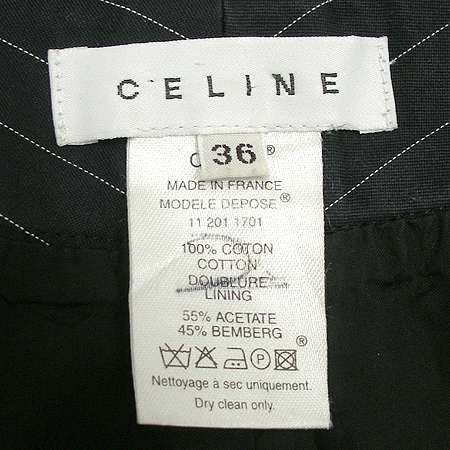 CELINE
36
C ®
MADE IN FRANCE
MODELE DEPOSE®
11 201 1701
100% COTON
COTTON
DOUBLURE
LINING
55% ACETATE
45% BEMBERG ®
P
Nettoyage à sec uniquement.
Dry clean only.